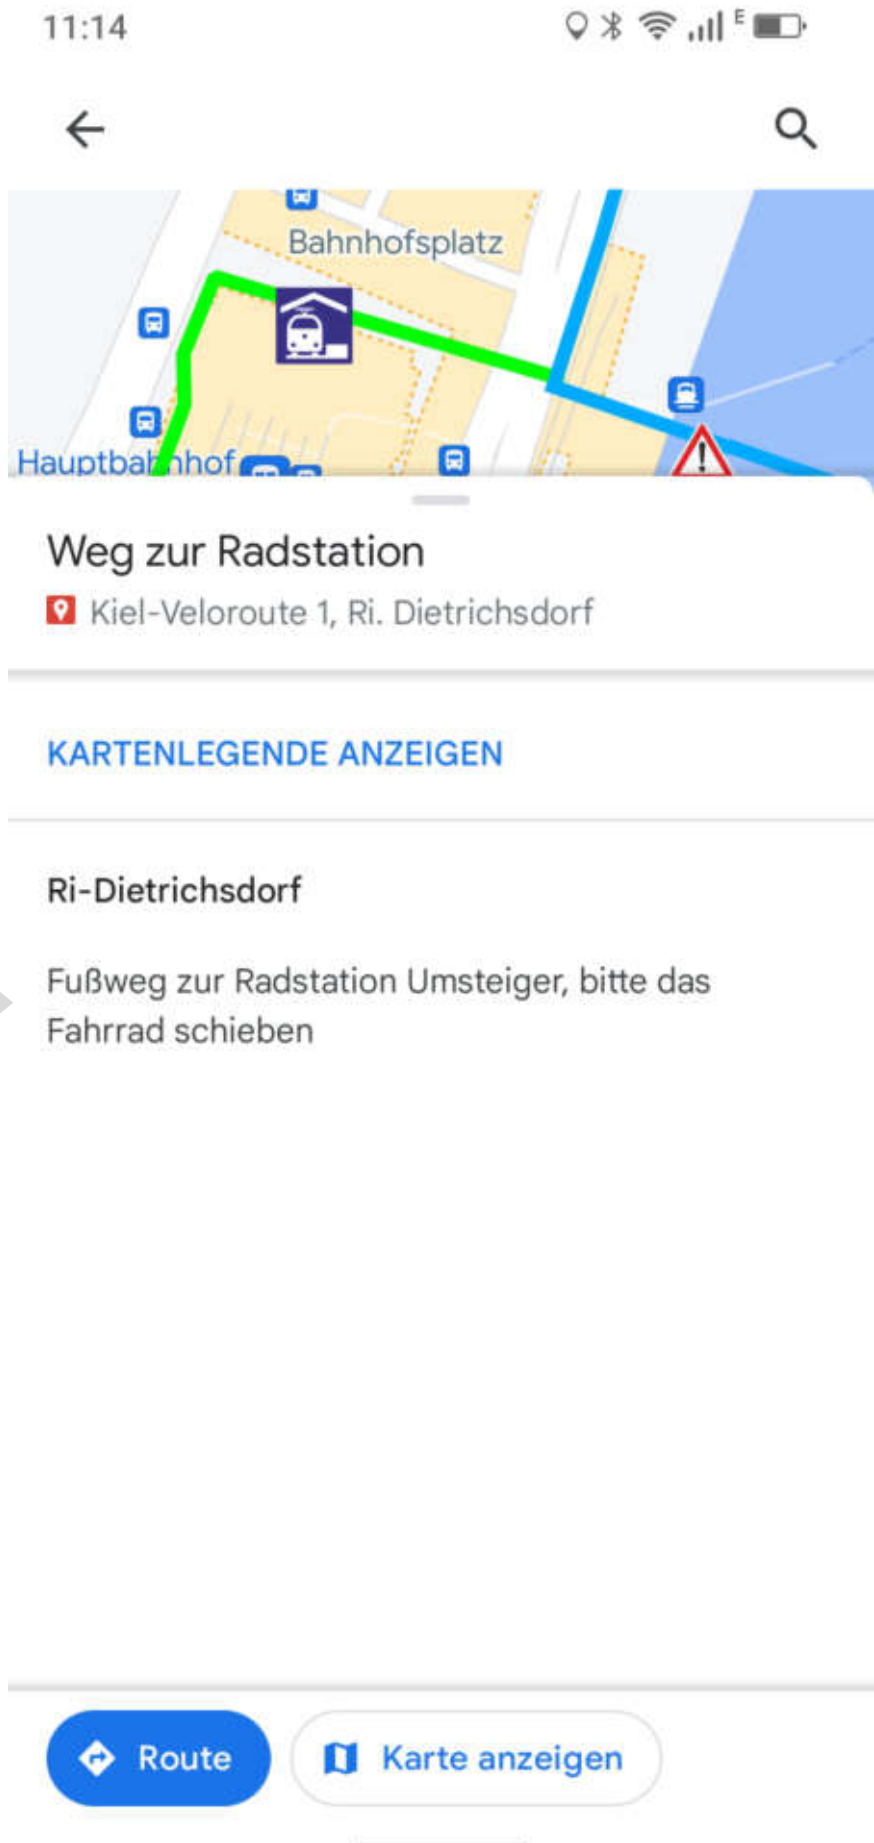 11:14
E
Bahnhofsplatz
Hauptbahnhof
Weg zur Radstation
Kiel-Veloroute 1, Ri. Dietrichsdorf
KARTENLEGENDE ANZEIGEN
Ri-Dietrichsdorf
Fußweg zur Radstation Umsteiger, bitte das
Fahrrad schieben
Route
Karte anzeigen